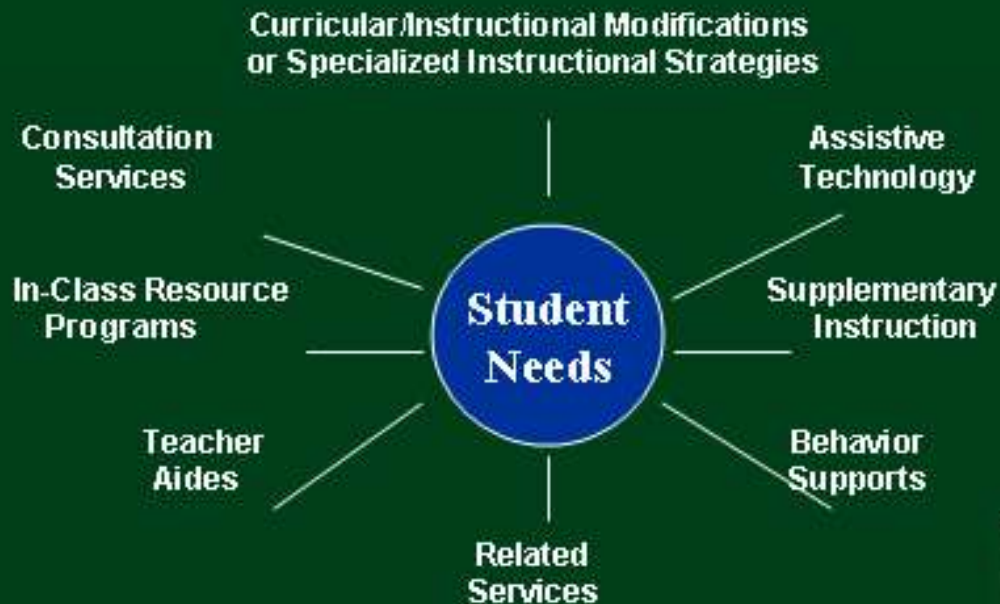 Curricular/Instructional Modifications
or Specialized Instructional Strategies
Consultation
Services
Assistive
Technology
In-Class Resource
Programs
Student
Needs
Supplementary
Instruction
Teacher
Aides
Behavior
Supports
Related
Services